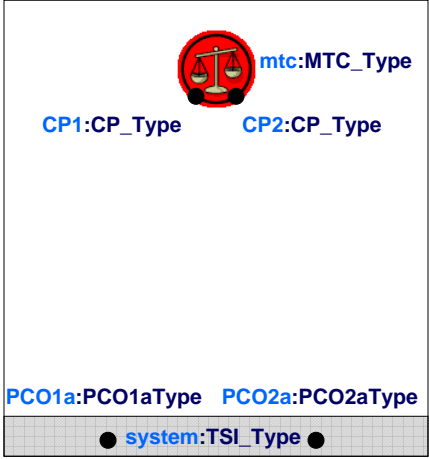 mtc:MTC_Type
CP1:CP_Type CP2:CP_Type
PCO1a:PCO1aType PCO2a:PCO2aType
system:TSI_Type